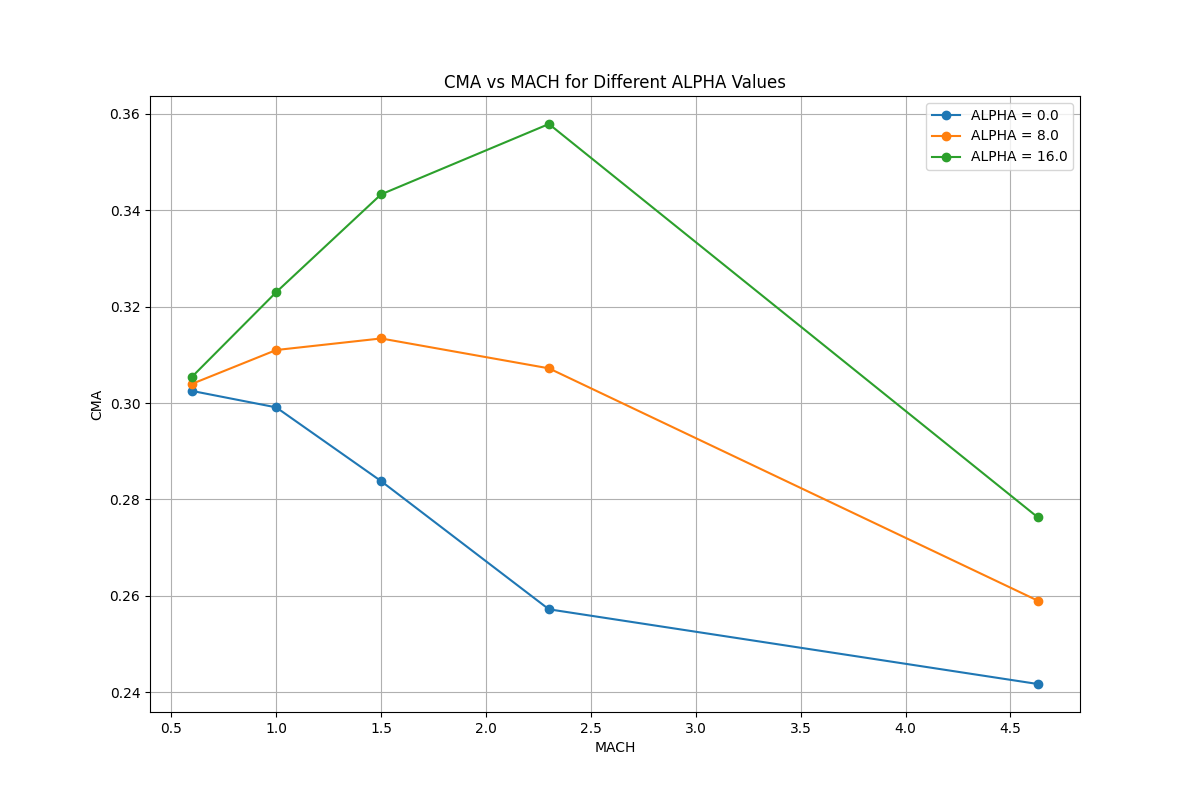 CMA vs MACH for Different ALPHA Values
ALPHA = 0.0
ALPHA = 8.0
ALPHA = 16.0
CMA
0.36
0.34
0.32
0.30
0.28
0.26
0.24
0.5 1.0 1.5 2.0 2.5 3.0 3.5 4.0 4.5
MACH